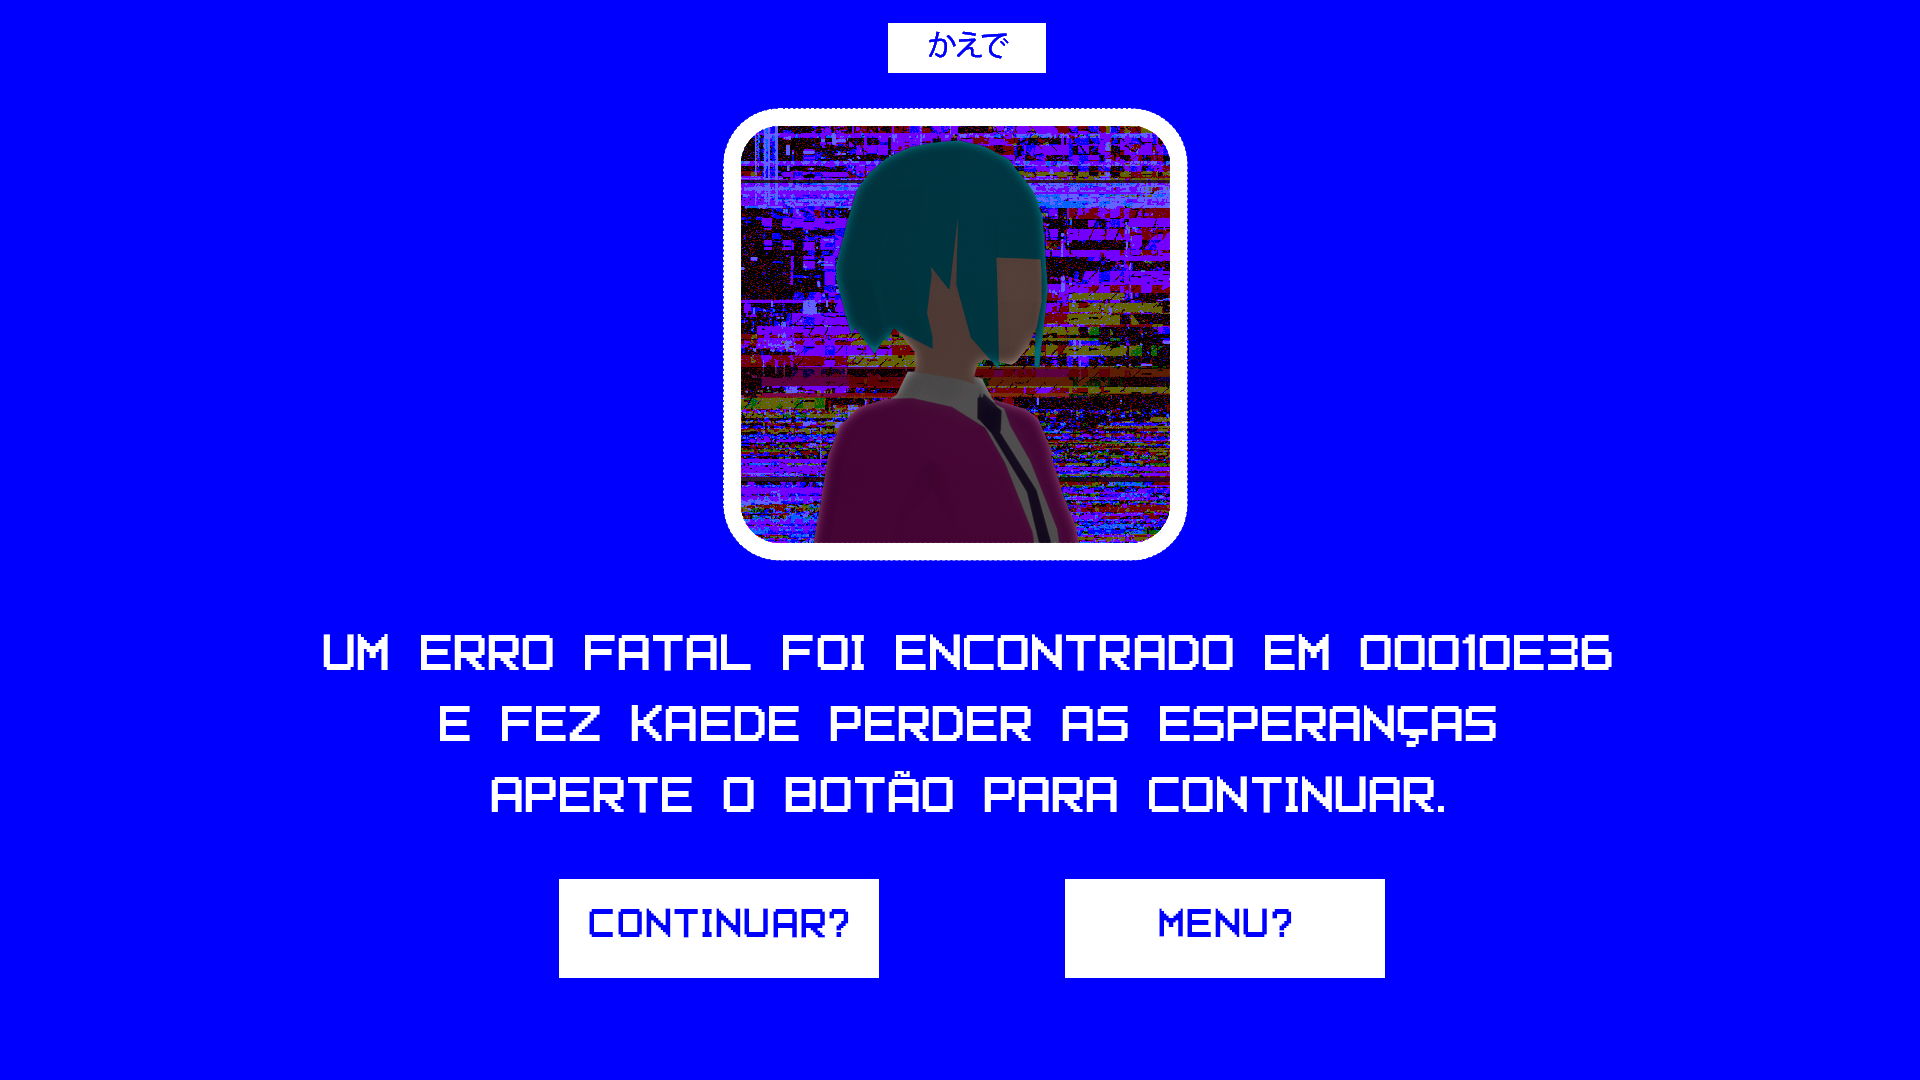 かえで
UM ERRO FATAL FOI ENCONTRADO EM 00010E36
E FEZ KAEDE PERDER AS ESPERANÇAS
APERTE O BOTÃO PARA CONTINUAR.
CONTINUAR?
MENU?